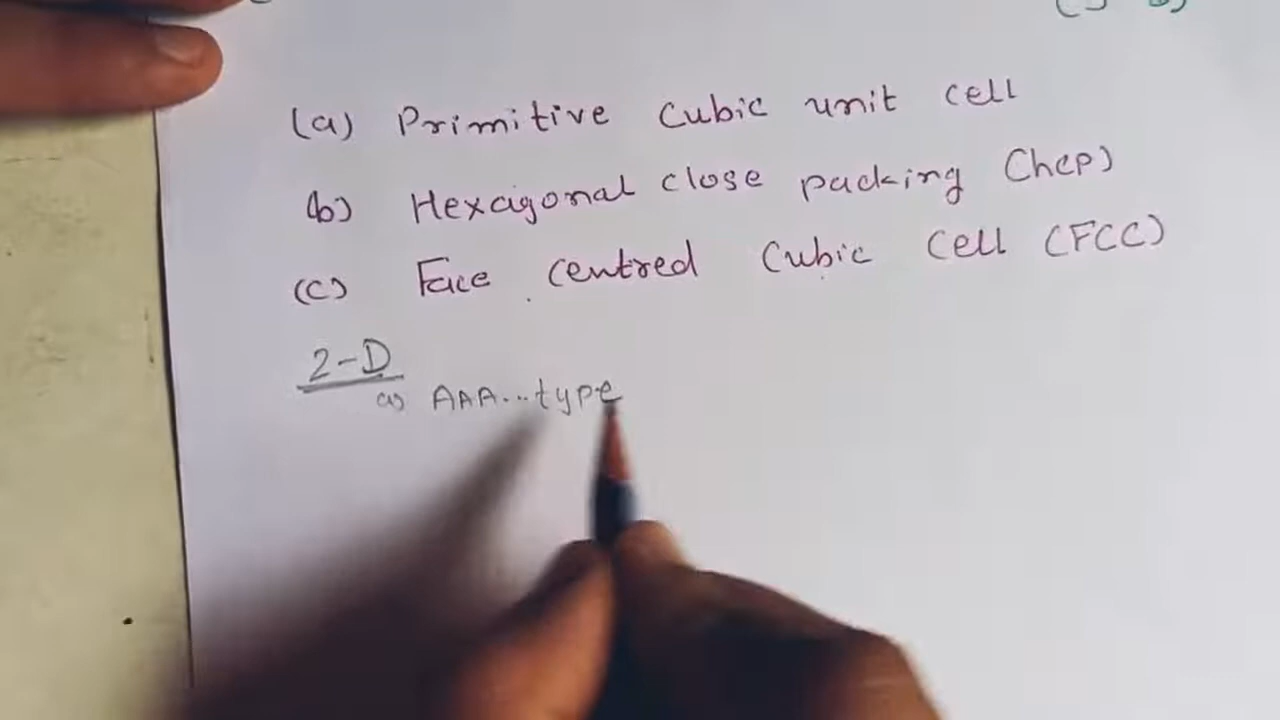 (a) Primitive Cubic unit cell
(b) Hexagonal close packing (hcp)
(c) Face centred Cubic Cell (FCC)
2-D
(a) AAA...type